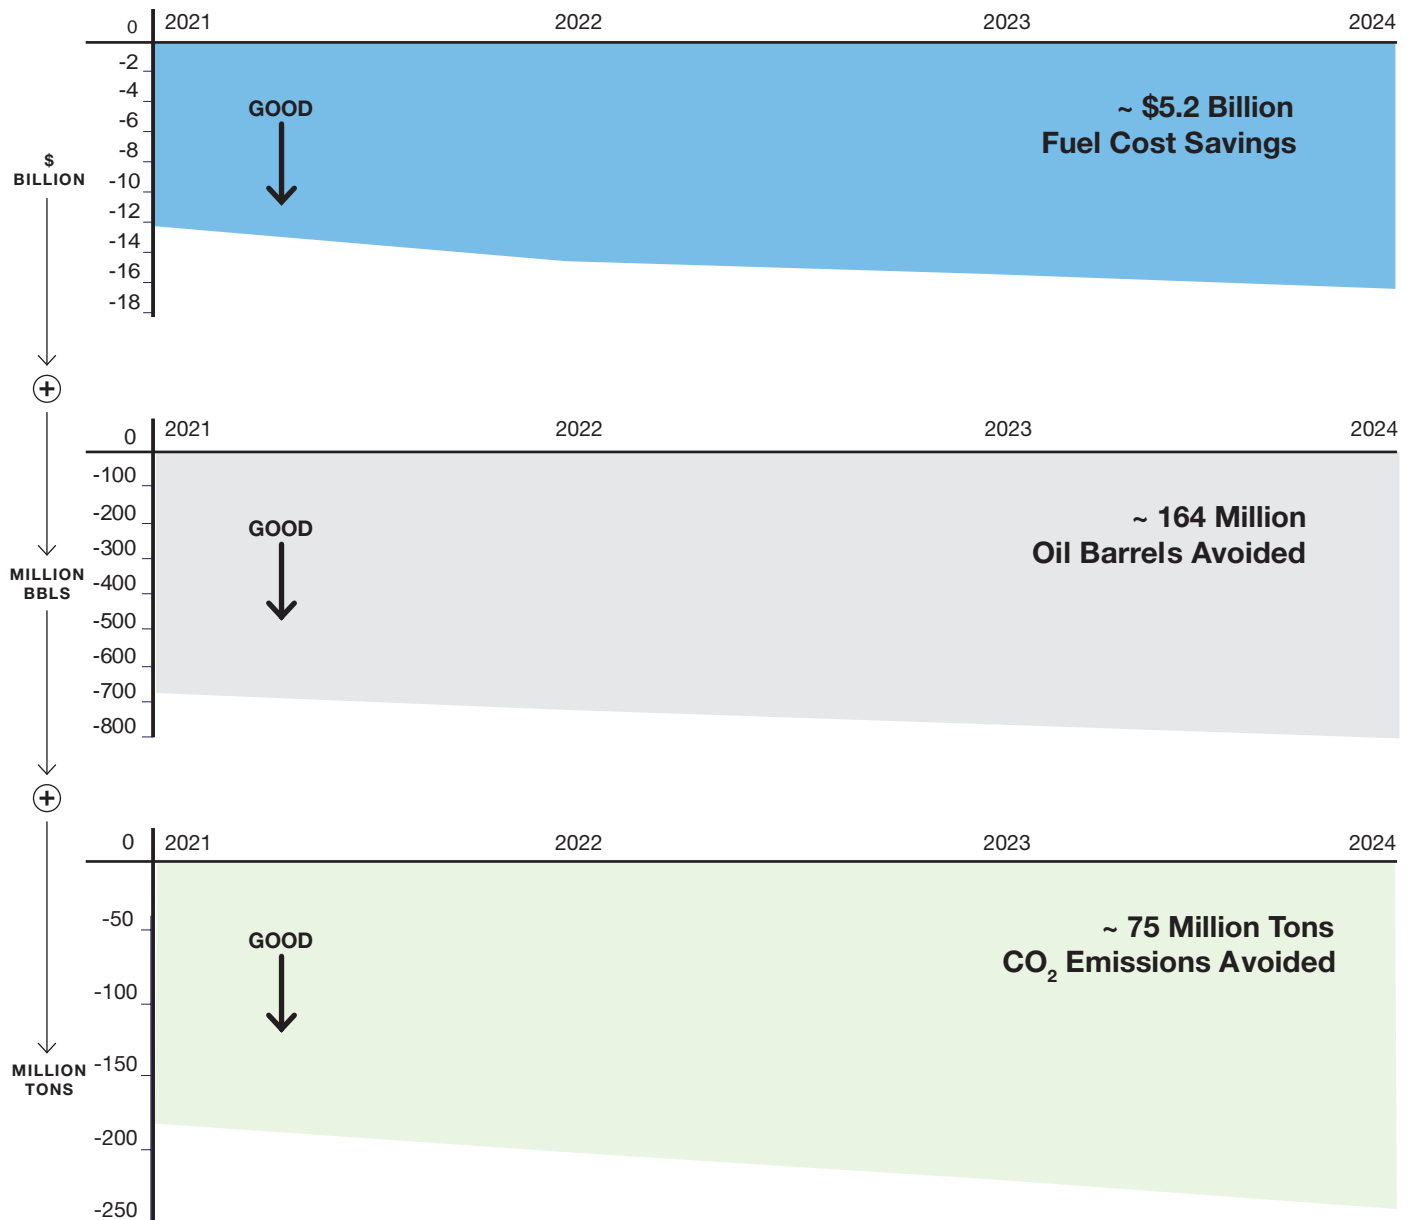 0 2021 2022 2023 2024
-2
-4
-6
-8
-10
-12
-14
-16
-18
$
BILLION
GOOD
~ $5.2 Billion
Fuel Cost Savings
+
0 2021 2022 2023 2024
-100
-200
-300
-400
-500
-600
-700
-800
MILLION
BBLS
GOOD
~ 164 Million
Oil Barrels Avoided
+
0 2021 2022 2023 2024
-50
-100
-150
-200
-250
MILLION
TONS
GOOD
~ 75 Million Tons
CO₂ Emissions Avoided